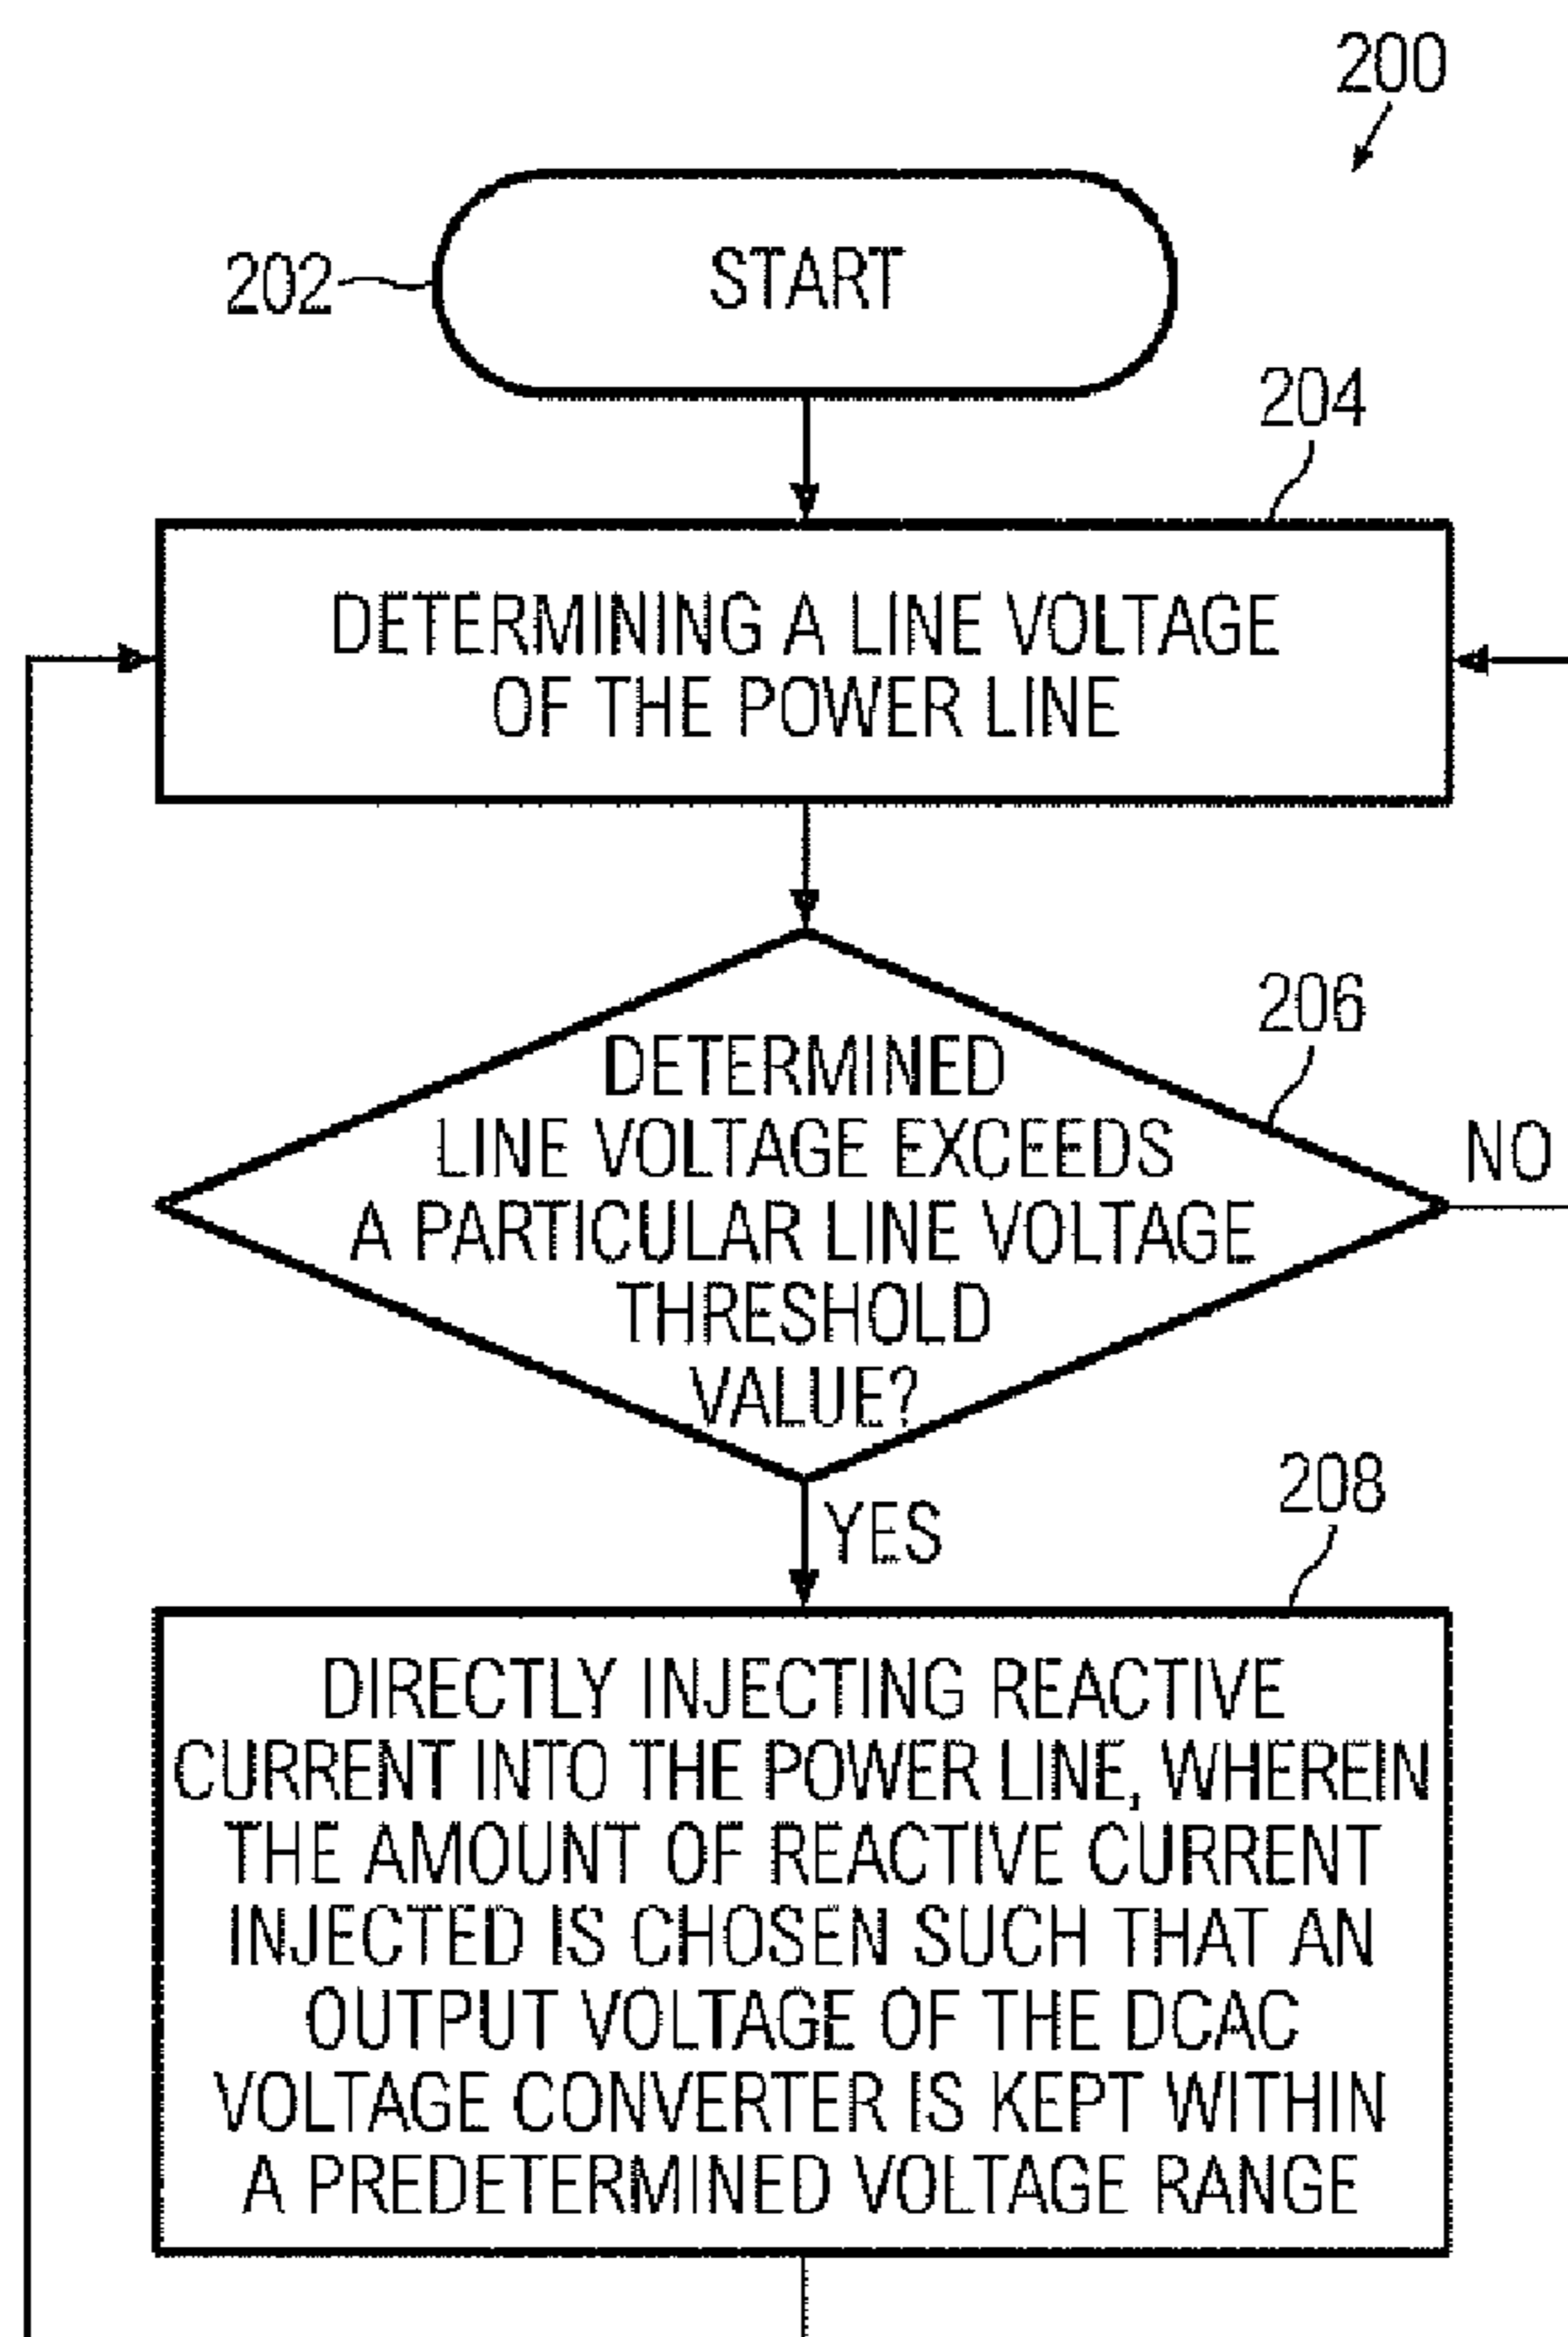 200
202
START
204
DETERMINING A LINE VOLTAGE
OF THE POWER LINE
206
DETERMINED
LINE VOLTAGE EXCEEDS
A PARTICULAR LINE VOLTAGE
THRESHOLD
VALUE?
NO
YES
208
DIRECTLY INJECTING REACTIVE
CURRENT INTO THE POWER LINE, WHEREIN
THE AMOUNT OF REACTIVE CURRENT
INJECTED IS CHOSEN SUCH THAT AN
OUTPUT VOLTAGE OF THE DCAC
VOLTAGE CONVERTER IS KEPT WITHIN
A PREDETERMINED VOLTAGE RANGE